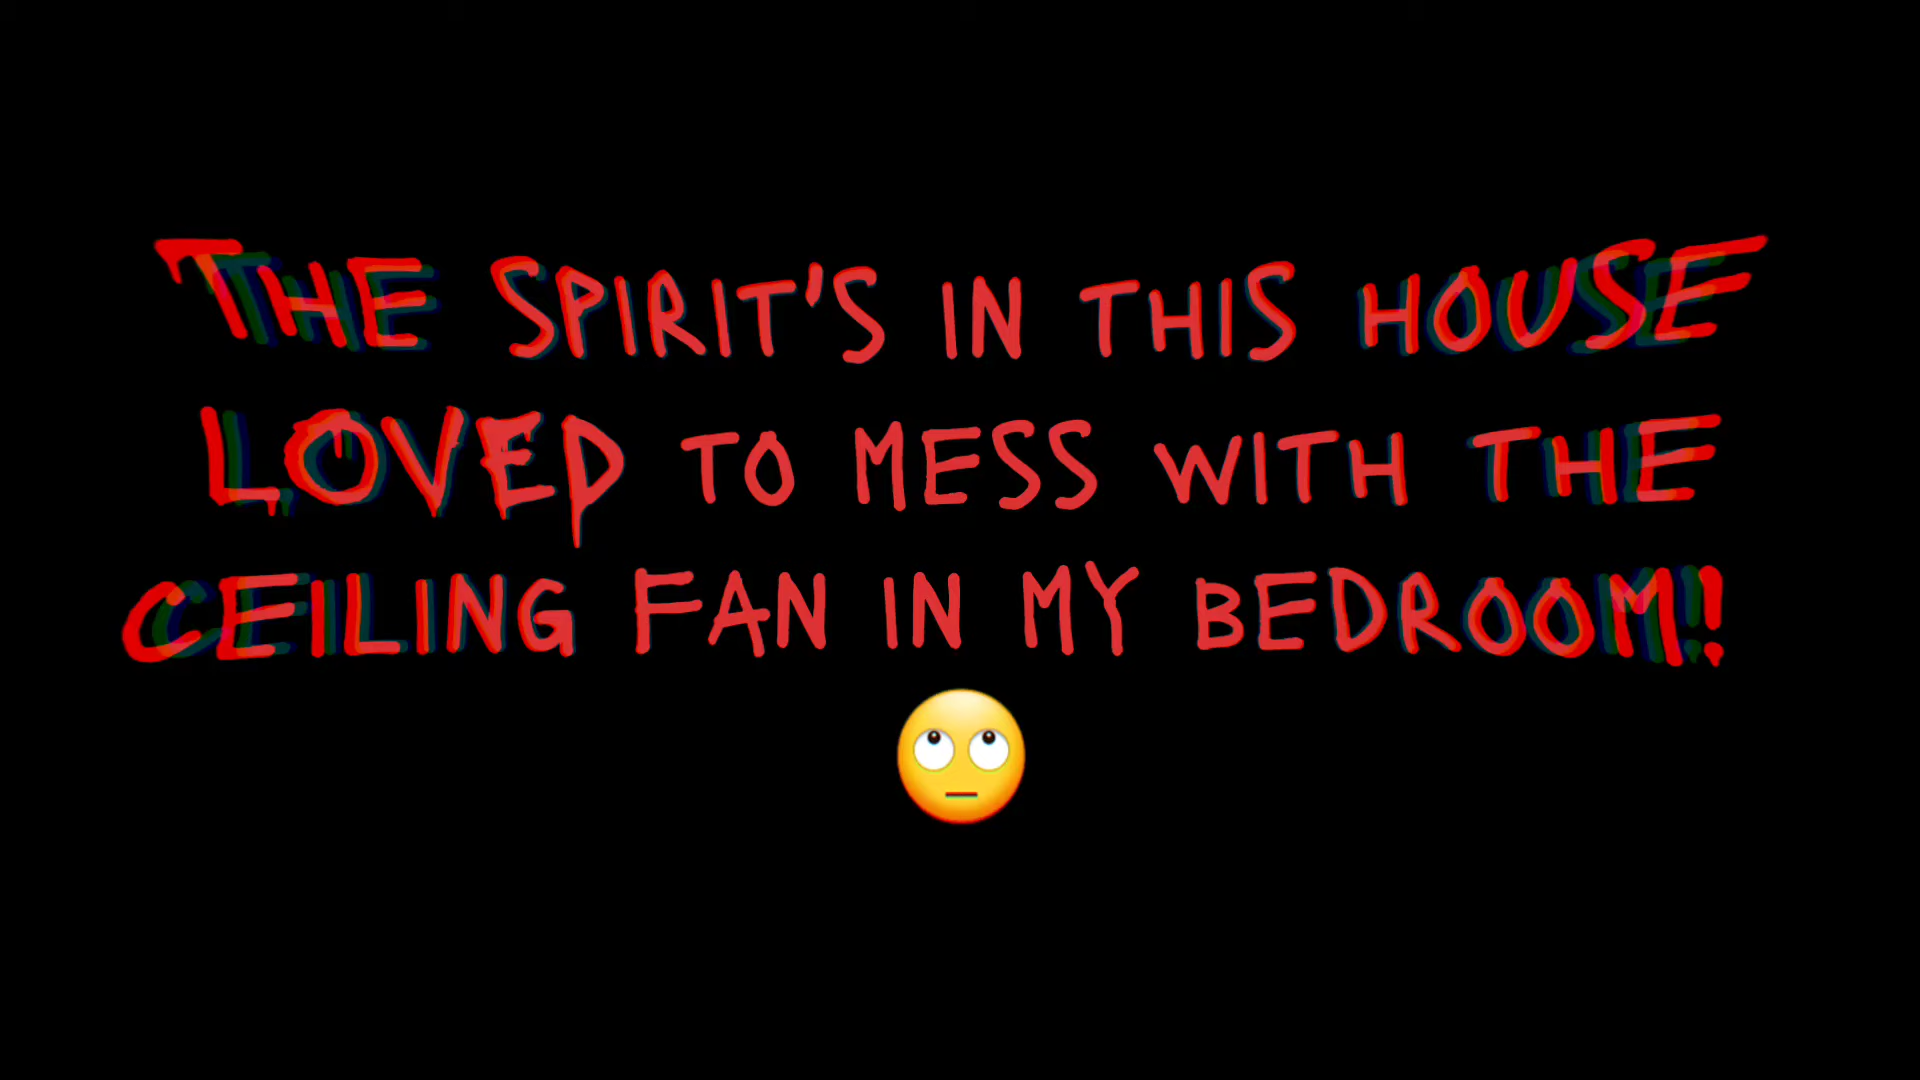 THE SPIRIT'S IN THIS HOUSE
LOVED TO MESS WITH THE
CEILING FAN IN MY BEDROOM!!
🙄